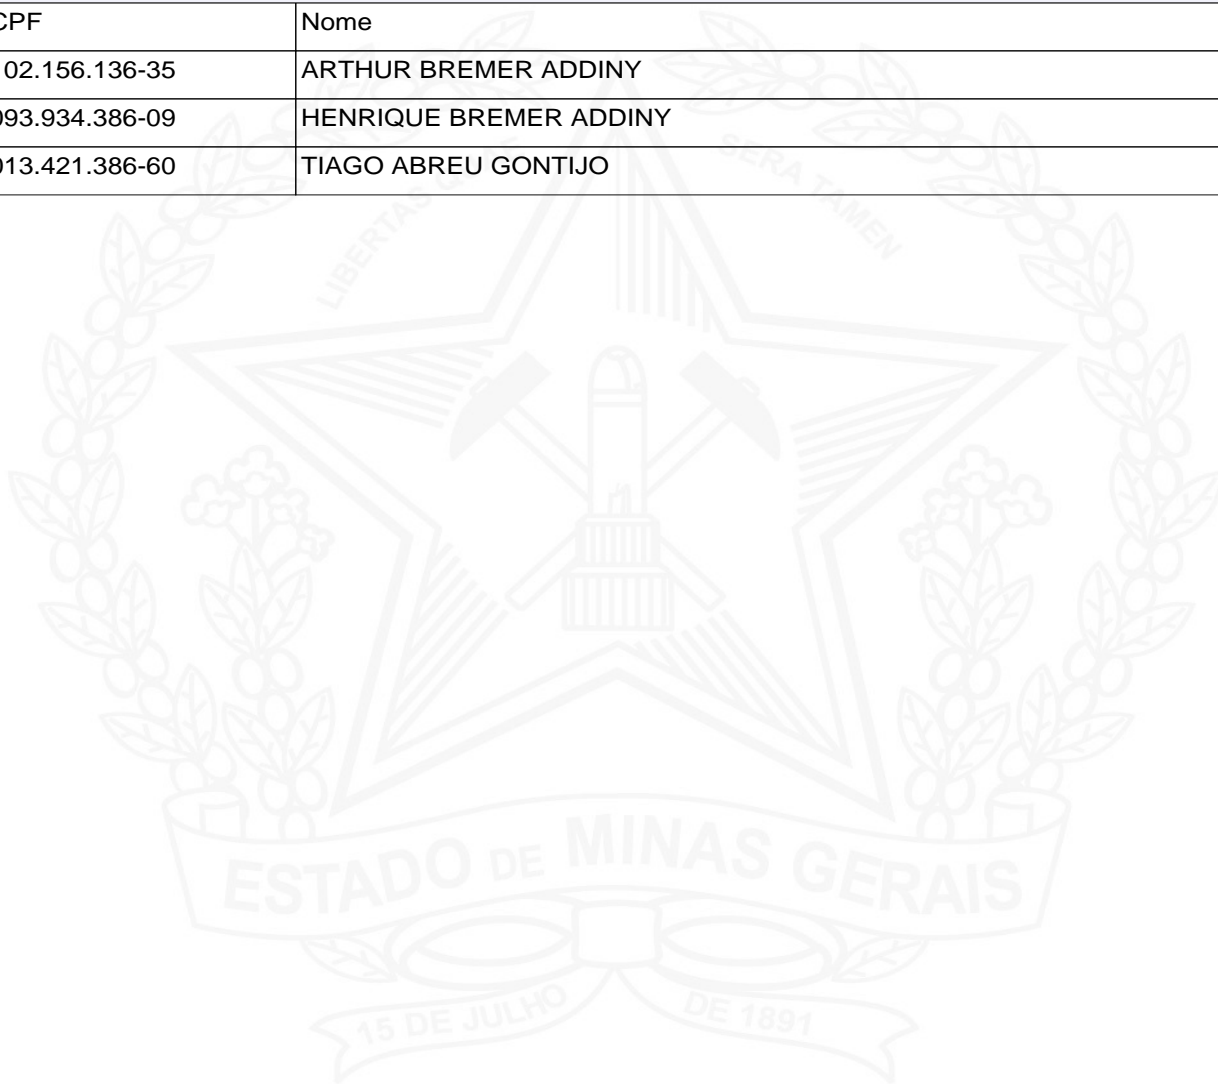 CPF Nome
02.156.136-35 ARTHUR BREMER ADDINY
093.934.386-09 HENRIQUE BREMER ADDINY
013.421.386-60 TIAGO ABREU GONTIJO
LIBERTAS QUE SERA TAMEN
ESTADO DE MINAS GERAIS
15 DE JULHO DE 1891